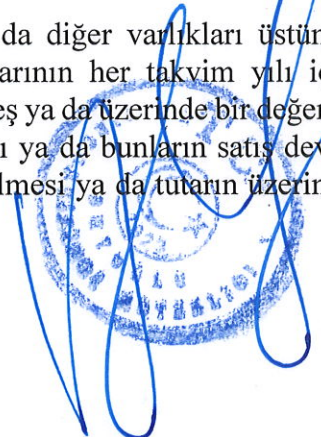 da diğer varlıkları üstün
arının her takvim yılı iç
eş ya da üzerinde bir değer
ı ya da bunların satış dev
lmesi ya da tutarın üzerin